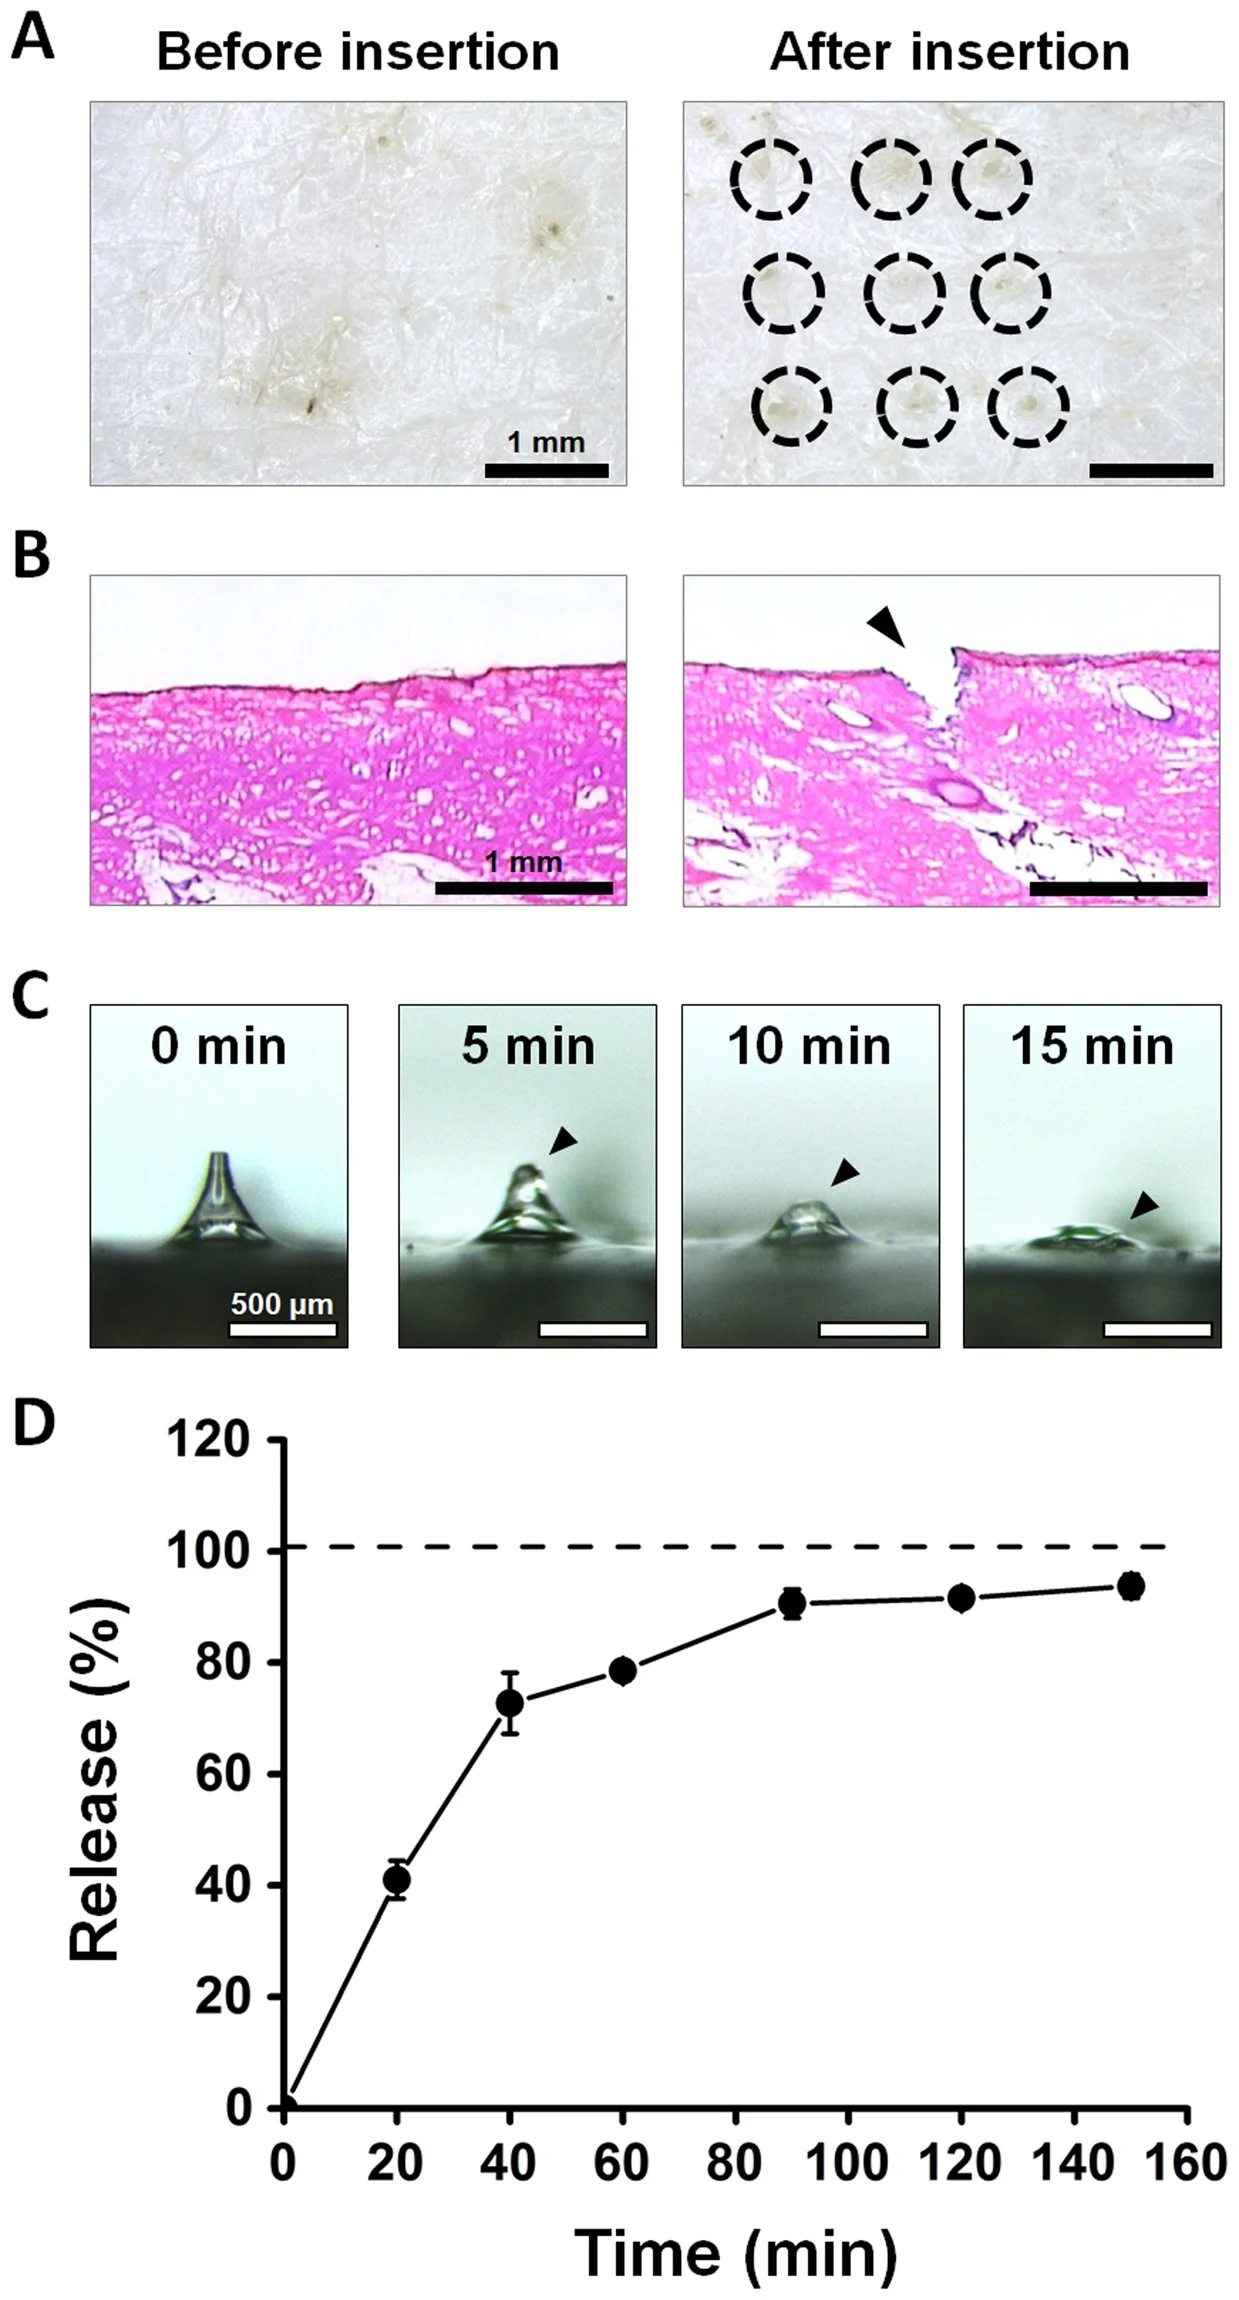 A
Before insertion
After insertion
1 mm
B
1 mm
C
0 min
5 min
10 min
15 min
500 µm
D
120
100
80
60
40
20
0
Release (%)
0 20 40 60 80 100 120 140 160
Time (min)